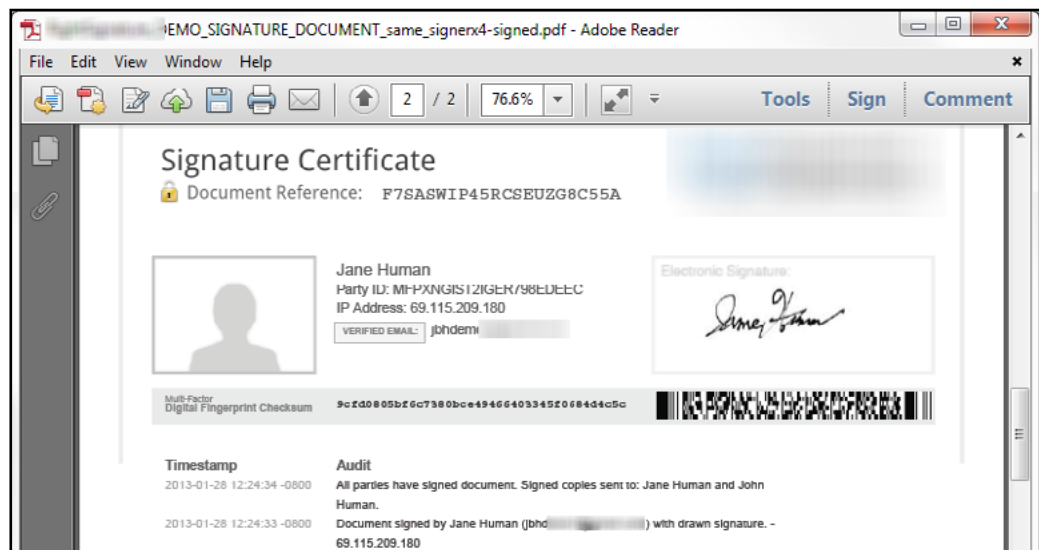 EMO_SIGNATURE_DOCUMENT_same_signerx4-signed.pdf - Adobe Reader
File Edit View Window Help
2 / 2 76.6% Tools Sign Comment
Signature Certificate
Document Reference: F7SASWIP45RCSEUZG8C55A
Jane Human
Party ID: MFPXNGIST2IGER798EDEEC
IP Address: 69.115.209.180
VERIFIED EMAIL: jbhdem
Electronic Signature:
Multi-Factor
Digital Fingerprint Checksum 9cfd0805bf6c7380bce49466403345f0684d4c5c
Timestamp Audit
2013-01-28 12:24:34 -0800 All parties have signed document. Signed copies sent to: Jane Human and John
Human.
2013-01-28 12:24:33 -0800 Document signed by Jane Human (jbhd ) with drawn signature. -
69.115.209.180